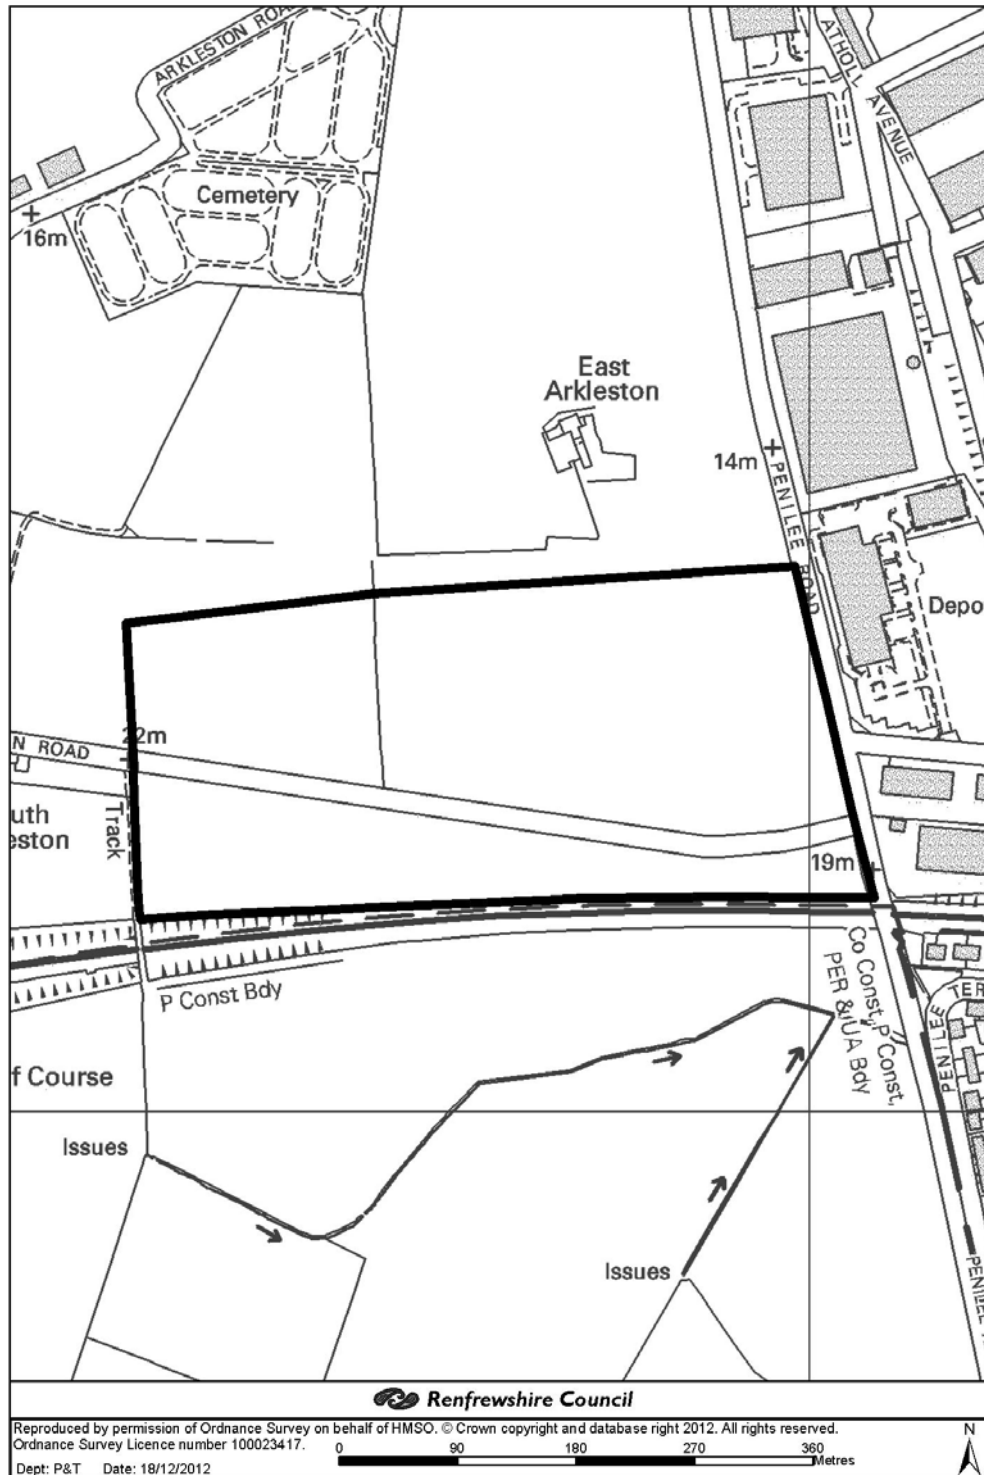 ARKLESTON ROAD
ATHOLL AVENUE
Cemetery
16m
East
Arkleston
14m
PENILEE ROAD
Depo
22m
N ROAD
uth
eston
Track
19m
P Const Bdy
Co Const, P Const,
PER & UA Bdy
PENILEE TER
f Course
Issues
Issues
PENILEE
Renfrewshire Council
Reproduced by permission of Ordnance Survey on behalf of HMSO. © Crown copyright and database right 2012. All rights reserved.
Ordnance Survey Licence number 100023417.
N
0 90 180 270 360
Metres
Dept: P&T Date: 18/12/2012